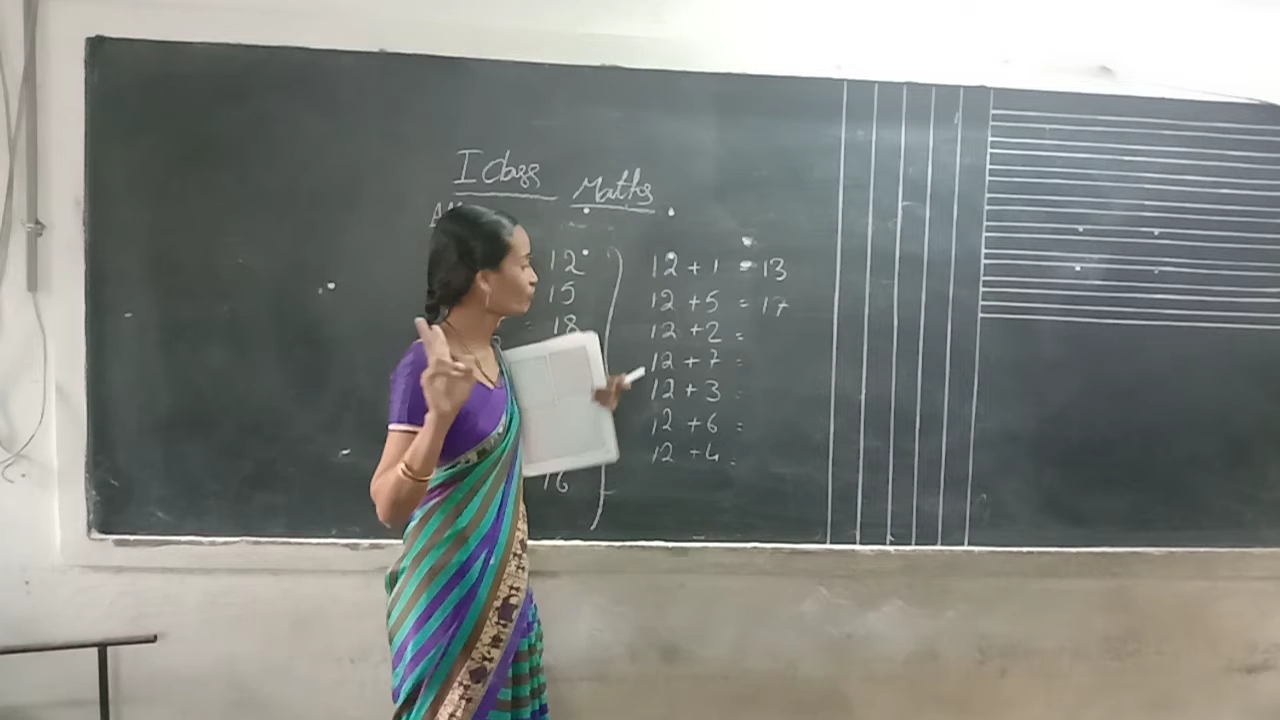 I Class Maths
12
15
= 18
16
12 + 1 = 13
12 + 5 = 17
12 + 2 =
12 + 7 =
12 + 3
12 + 6 =
12 + 4 =